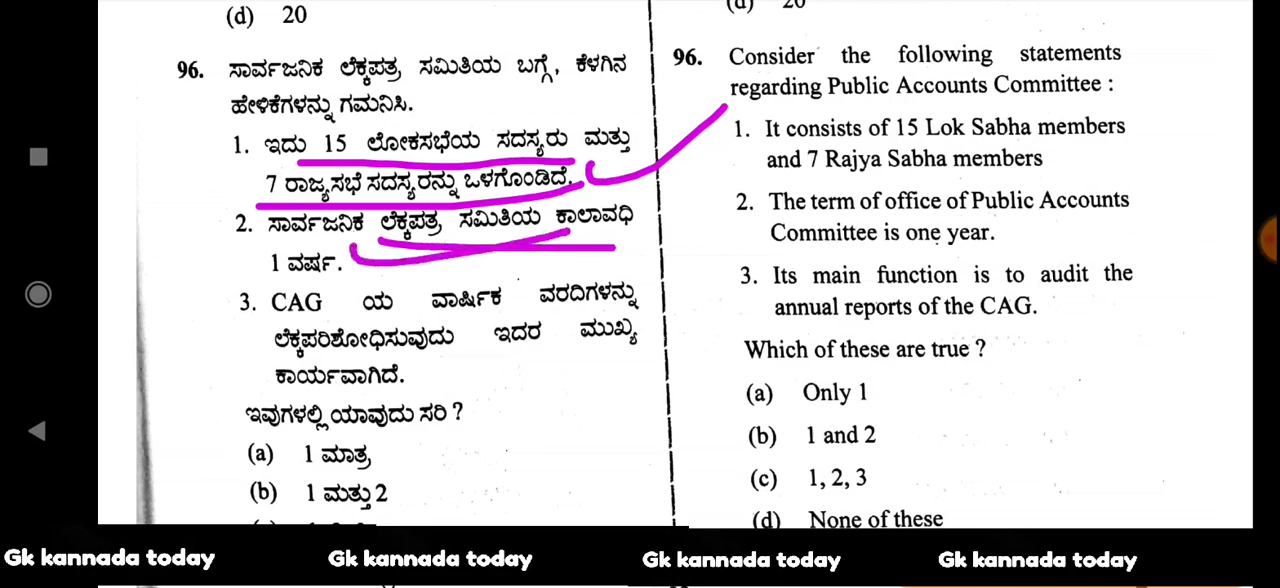 (d) 20
96. ಸಾರ್ವಜನಿಕ ಲೆಕ್ಕಪತ್ರ ಸಮಿತಿಯ ಬಗ್ಗೆ, ಕೆಳಗಿನ
ಹೇಳಿಕೆಗಳನ್ನು ಗಮನಿಸಿ.
1. ಇದು 15 ಲೋಕಸಭೆಯ ಸದಸ್ಯರು ಮತ್ತು
7 ರಾಜ್ಯಸಭೆ ಸದಸ್ಯರನ್ನು ಒಳಗೊಂಡಿದೆ.
2. ಸಾರ್ವಜನಿಕ ಲೆಕ್ಕಪತ್ರ ಸಮಿತಿಯ ಕಾಲಾವಧಿ
1 ವರ್ಷ.
3. CAG ಯ ವಾರ್ಷಿಕ ವರದಿಗಳನ್ನು
ಲೆಕ್ಕಪರಿಶೋಧಿಸುವುದು ಇದರ ಮುಖ್ಯ
ಕಾರ್ಯವಾಗಿದೆ.
ಇವುಗಳಲ್ಲಿ ಯಾವುದು ಸರಿ ?
(a) 1 ಮಾತ್ರ
(b) 1 ಮತ್ತು 2
(d) 20
96. Consider the following statements
regarding Public Accounts Committee :
1. It consists of 15 Lok Sabha members
and 7 Rajya Sabha members
2. The term of office of Public Accounts
Committee is one year.
3. Its main function is to audit the
annual reports of the CAG.
Which of these are true ?
(a) Only 1
(b) 1 and 2
(c) 1, 2, 3
(d) None of these
Gk kannada today Gk kannada today Gk kannada today Gk kannada today